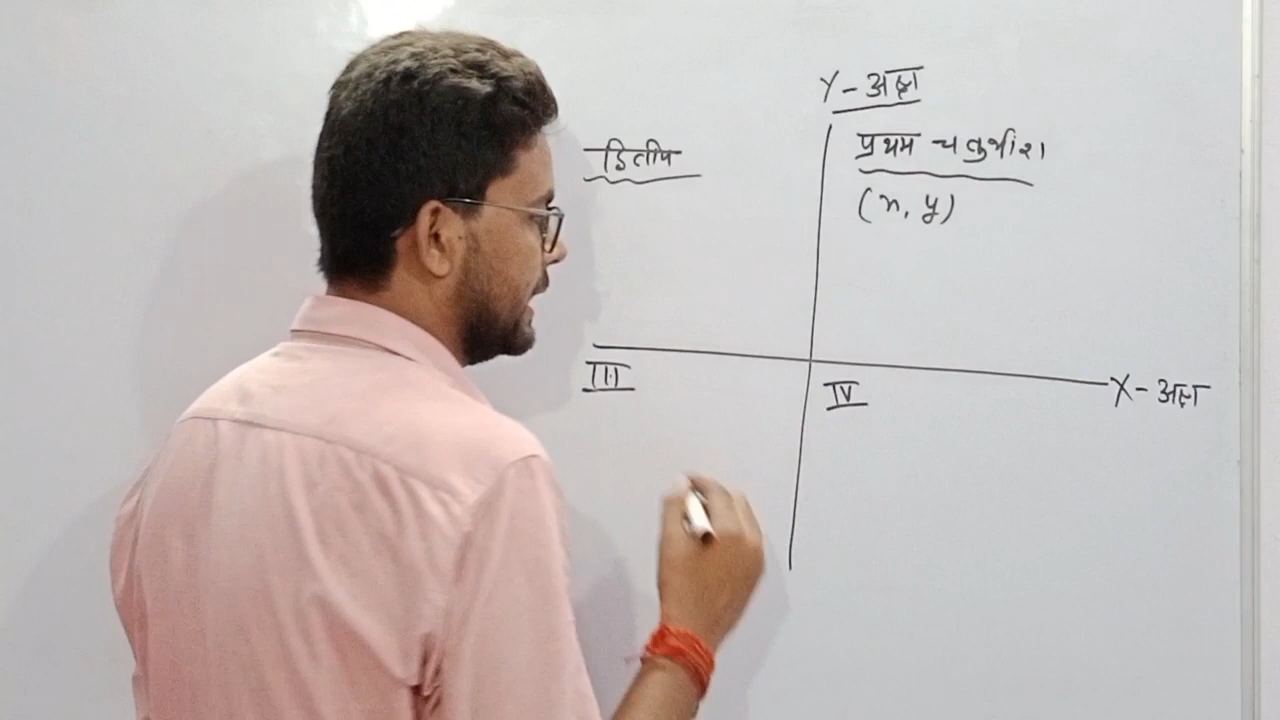 Y-अक्ष
प्रथम चतुर्थांश
(x, y)
द्वितीय
III
IV
X-अक्ष